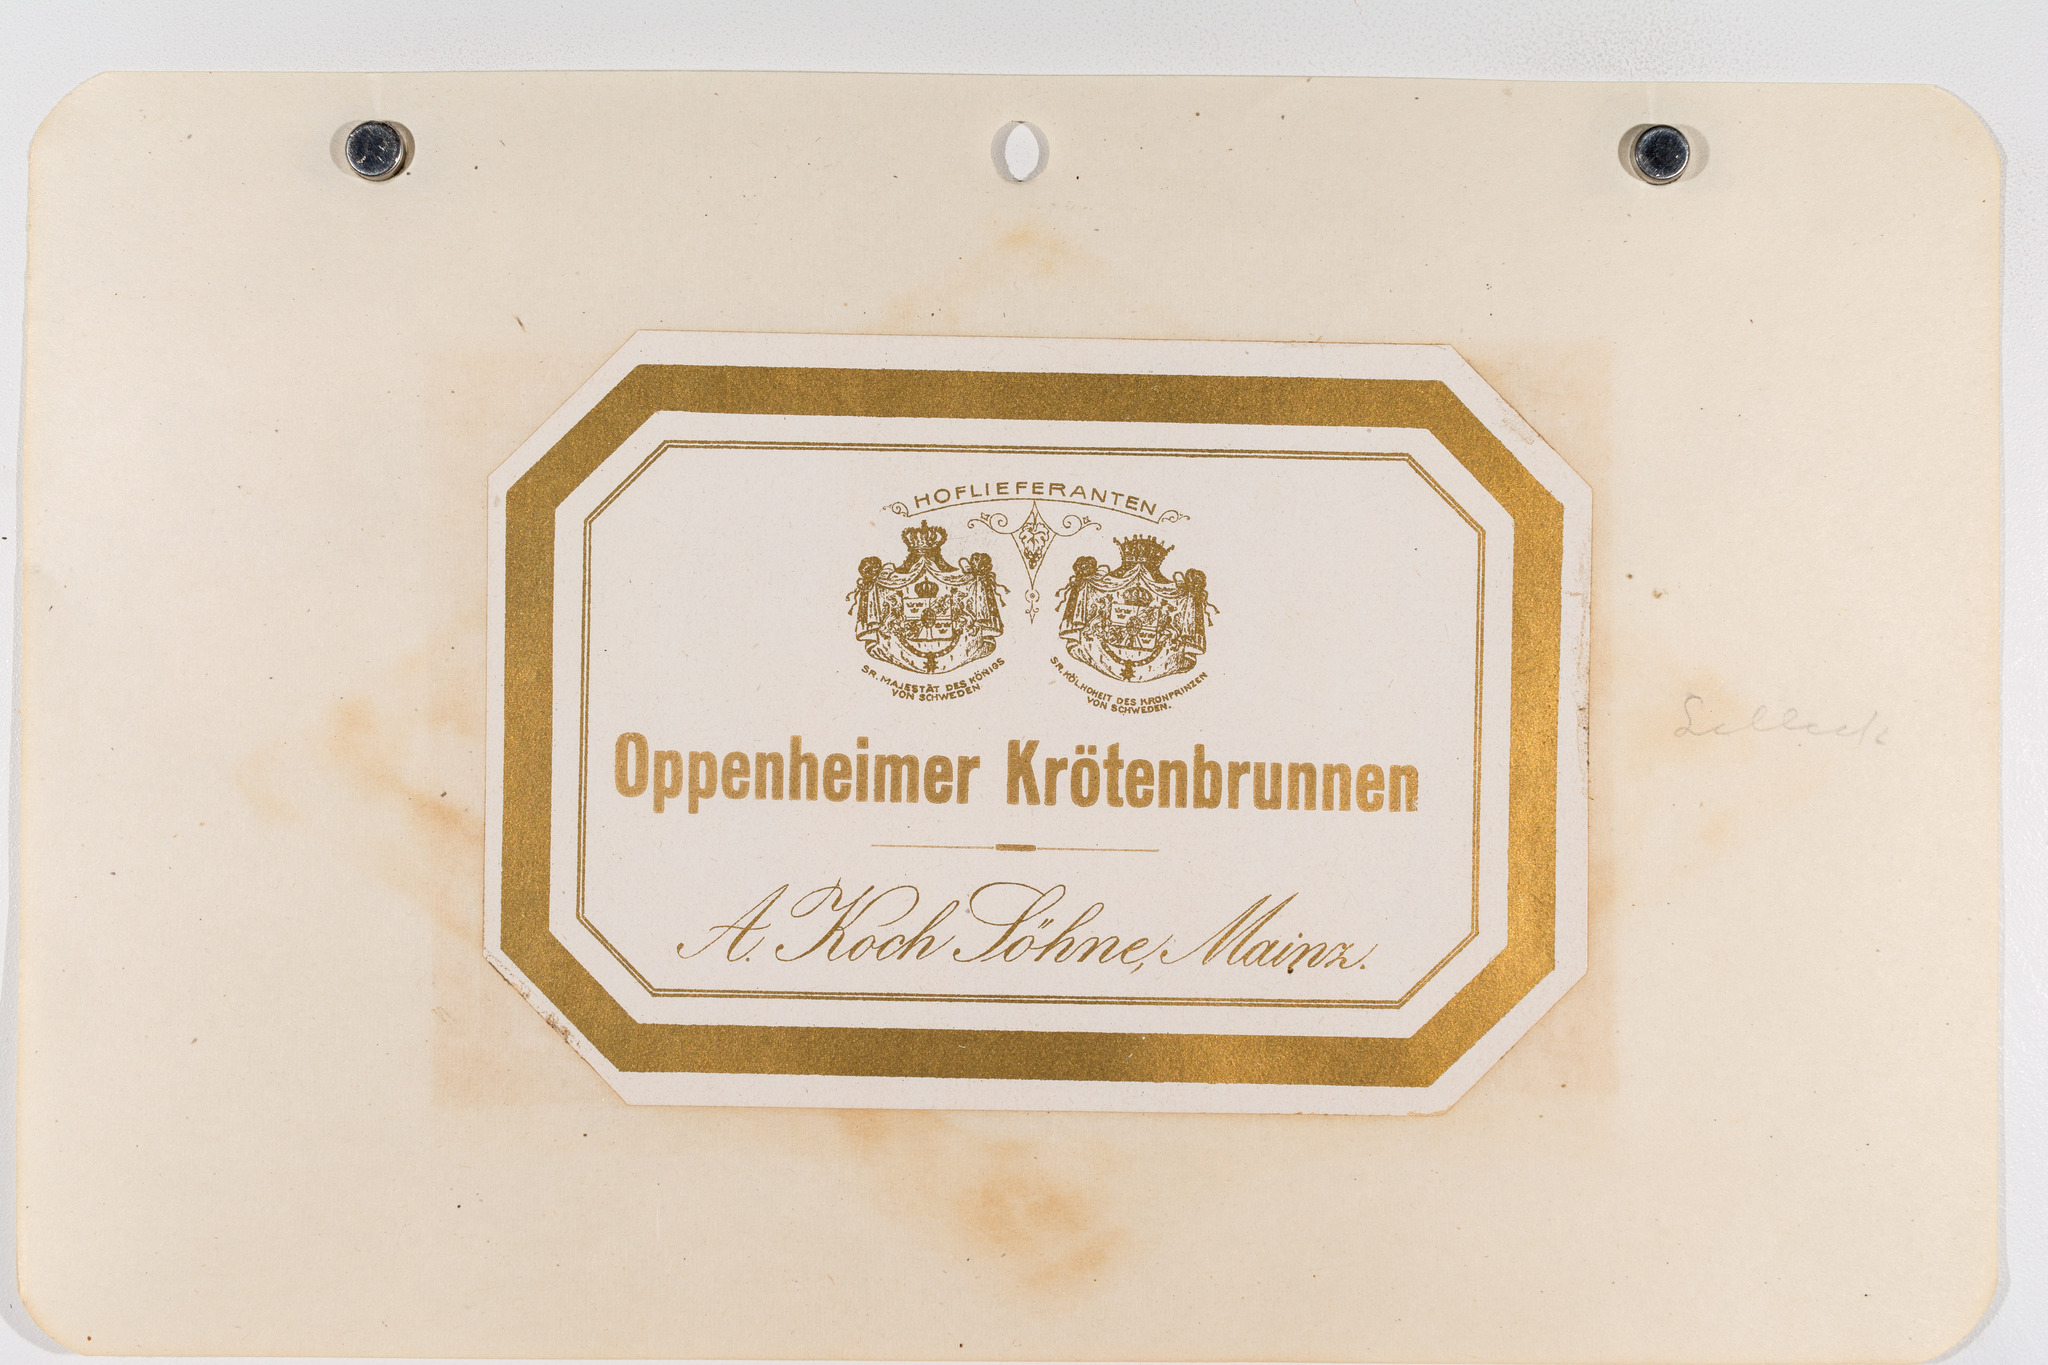 HOFLIEFERANTEN
SR. MAJESTÄT DES KÖNIGS
VON SCHWEDEN
SR. KÖL. HOHEIT DES KRONPRINZEN
VON SCHWEDEN.
Oppenheimer Krötenbrunnen
A. Koch Söhne, Mainz.